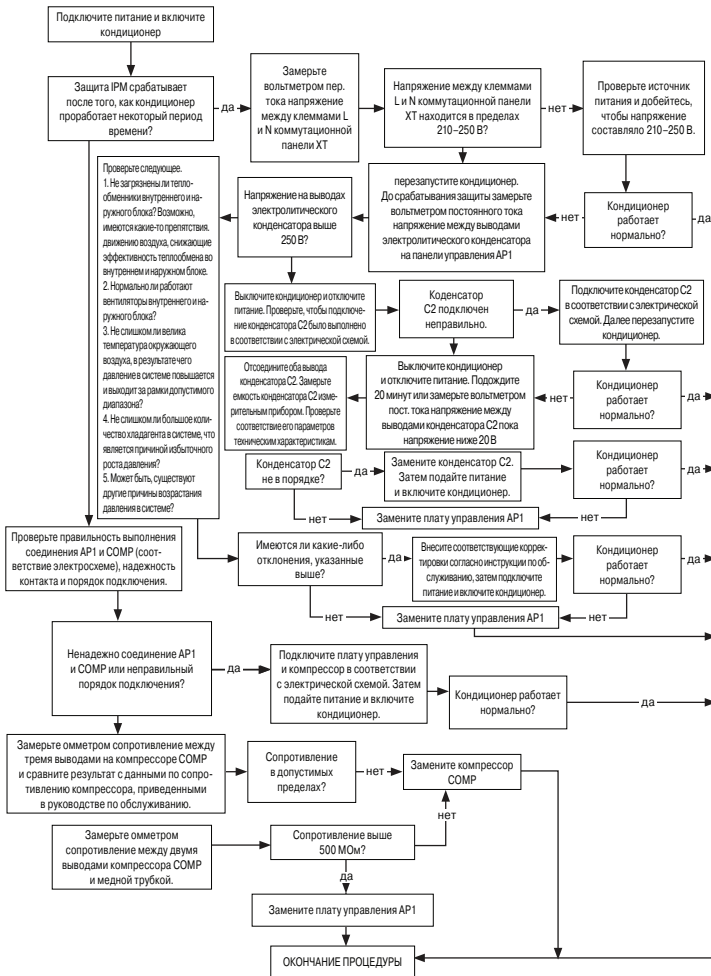 Подключите питание и включите
кондиционер
Защита IPM срабатывает
после того, как кондиционер
проработает некоторый период
времени?
да
Замерьте
вольтметром пер.
тока напряжение
между клеммами L
и N коммутационной
панели XT
Напряжение между клеммами
L и N коммутационной панели
XT находится в пределах
210–250 В?
нет
Проверьте источник
питания и добейтесь,
чтобы напряжение
составляло 210–250 В.
Проверьте следующее.
1. Не загрязнены ли тепло-
обменники внутреннего и на-
ружного блока? Возможно,
имеются какие-то препятствия.
движению воздуха, снижающие
эффективность теплообмена во
внутреннем и наружном блоке.
2. Нормально ли работают
вентиляторы внутреннего и на-
ружного блока?
3. Не слишком ли велика
температура окружающего
воздуха, в результате чего
давление в системе повышается
и выходит за рамки допустимого
диапазона?
4. Не слишком ли большое коли-
чество хладагента в системе, что
является причиной избыточного
роста давления?
5. Может быть, существуют
другие причины возрастания
давления в системе?
Напряжение на выводах
электролитического
конденсатора выше
250 В?
перезапустите кондиционер.
До срабатывания защиты замерьте
вольтметром постоянного тока
напряжение между выводами
электролитического конденсатора
на панели управления AP1
нет
Кондиционер
работает
нормально?
да
Выключите кондиционер и отключите
питание. Проверьте, чтобы подключе-
ние конденсатора C2 было выполнено
в соответствии с электрической схемой.
Коденсатор
C2 подключен
неправильно.
да
Подключите конденсатор C2
в соответствии с электрической
схемой. Далее перезапустите
кондиционер.
Отсоедините оба вывода
конденсатора C2. Замерьте
емкость конденсатора C2 изме-
рительным прибором. Проверьте
соответствие его параметров
техническим характеристикам.
Выключите кондиционер
и отключите питание. Подождите
20 минут или замерьте вольтметром
пост. тока напряжение между
выводами конденсатора C2 пока
напряжение ниже 20 В
нет
Кондиционер
работает
нормально?
да
Конденсатор C2
не в порядке?
да
Замените конденсатор C2.
Затем подайте питание
и включите кондиционер.
Кондиционер
работает
нормально?
да
нет
Замените плату управления AP1
нет
Проверьте правильность выполнения
соединения AP1 и COMP (соот-
ветствие электросхеме), надежность
контакта и порядок подключения.
Имеются ли какие-либо
отклонения, указанные
выше?
да
Внесите соответствующие коррек-
тировки согласно инструкции по об-
служиванию, затем подключите
питание и включите кондиционер.
Кондиционер
работает
нормально?
да
нет
Замените плату управления AP1
нет
Ненадежно соединение AP1
и COMP или неправильный
порядок подключения?
да
Подключите плату управления
и компрессор в соответствии
с электрической схемой. Затем
подайте питание и включите
кондиционер.
Кондиционер работает
нормально?
да
Замерьте омметром сопротивление между
тремя выводами на компрессоре COMP
и сравните результат с данными по сопро-
тивлению компрессора, приведенными
в руководстве по обслуживанию.
Сопротивление
в допустимых
пределах?
нет
Замените компрессор
COMP
Замерьте омметром
сопротивление между двумя
выводами компрессора COMP
и медной трубкой.
Сопротивление выше
500 МОм?
нет
да
Замените плату управления AP1
ОКОНЧАНИЕ ПРОЦЕДУРЫ